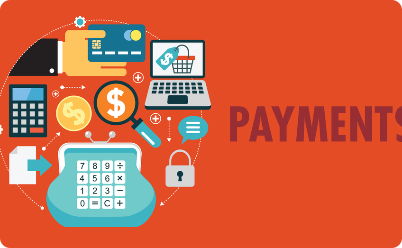 PAYMENTS
7 8 9 ÷
4 5 6 ×
1 2 3 −
0 = C +